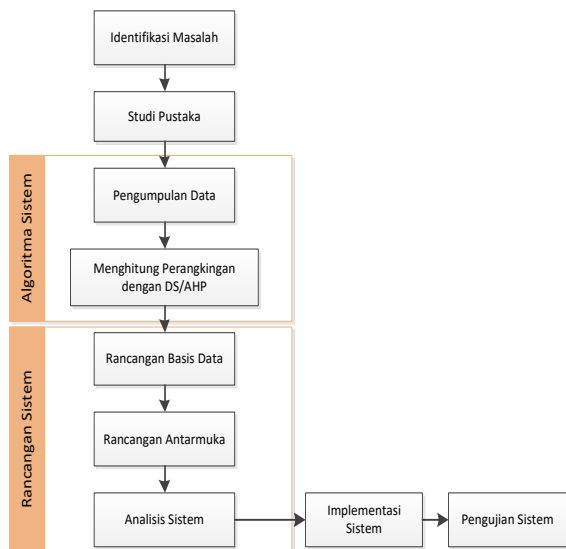 Identifikasi Masalah
Studi Pustaka
Algoritma Sistem
Pengumpulan Data
Menghitung Perangkingan
dengan DS/AHP
Rancangan Sistem
Rancangan Basis Data
Rancangan Antarmuka
Analisis Sistem
Implementasi
Sistem
Pengujian Sistem